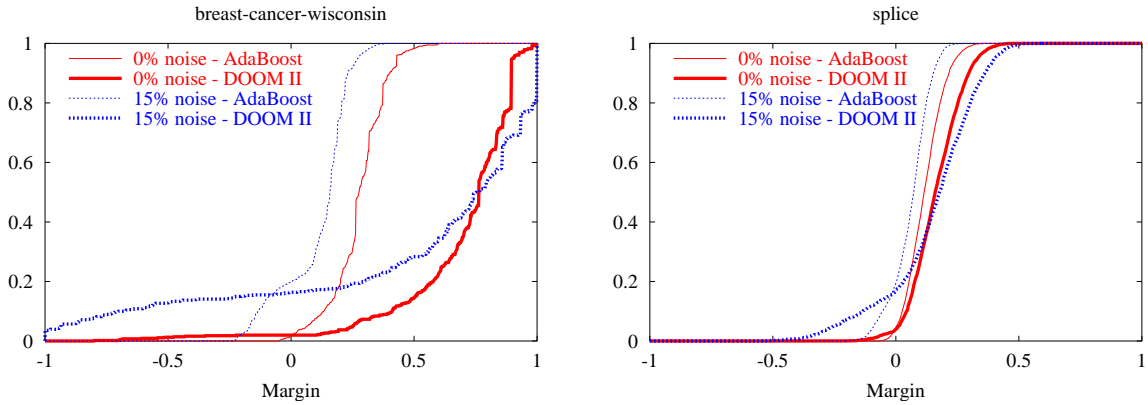 breast-cancer-wisconsin
1
0.8
0.6
0.4
0.2
0
0% noise - AdaBoost
0% noise - DOOM II
15% noise - AdaBoost
15% noise - DOOM II
-1
-0.5
0
0.5
1
Margin
splice
1
0.8
0.6
0.4
0.2
0
0% noise - AdaBoost
0% noise - DOOM II
15% noise - AdaBoost
15% noise - DOOM II
-1
-0.5
0
0.5
1
Margin